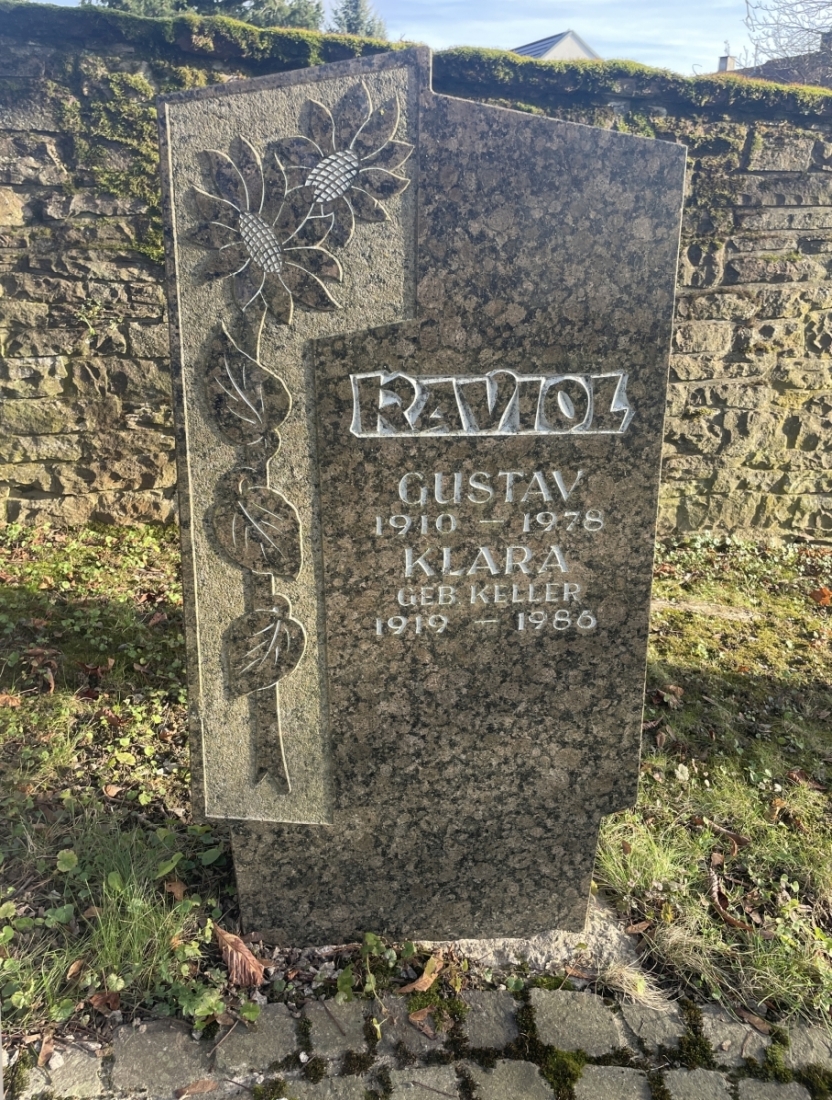 RAVIOL
GUSTAV
1910 – 1978
KLARA
GEB KELLER
1919 – 1986